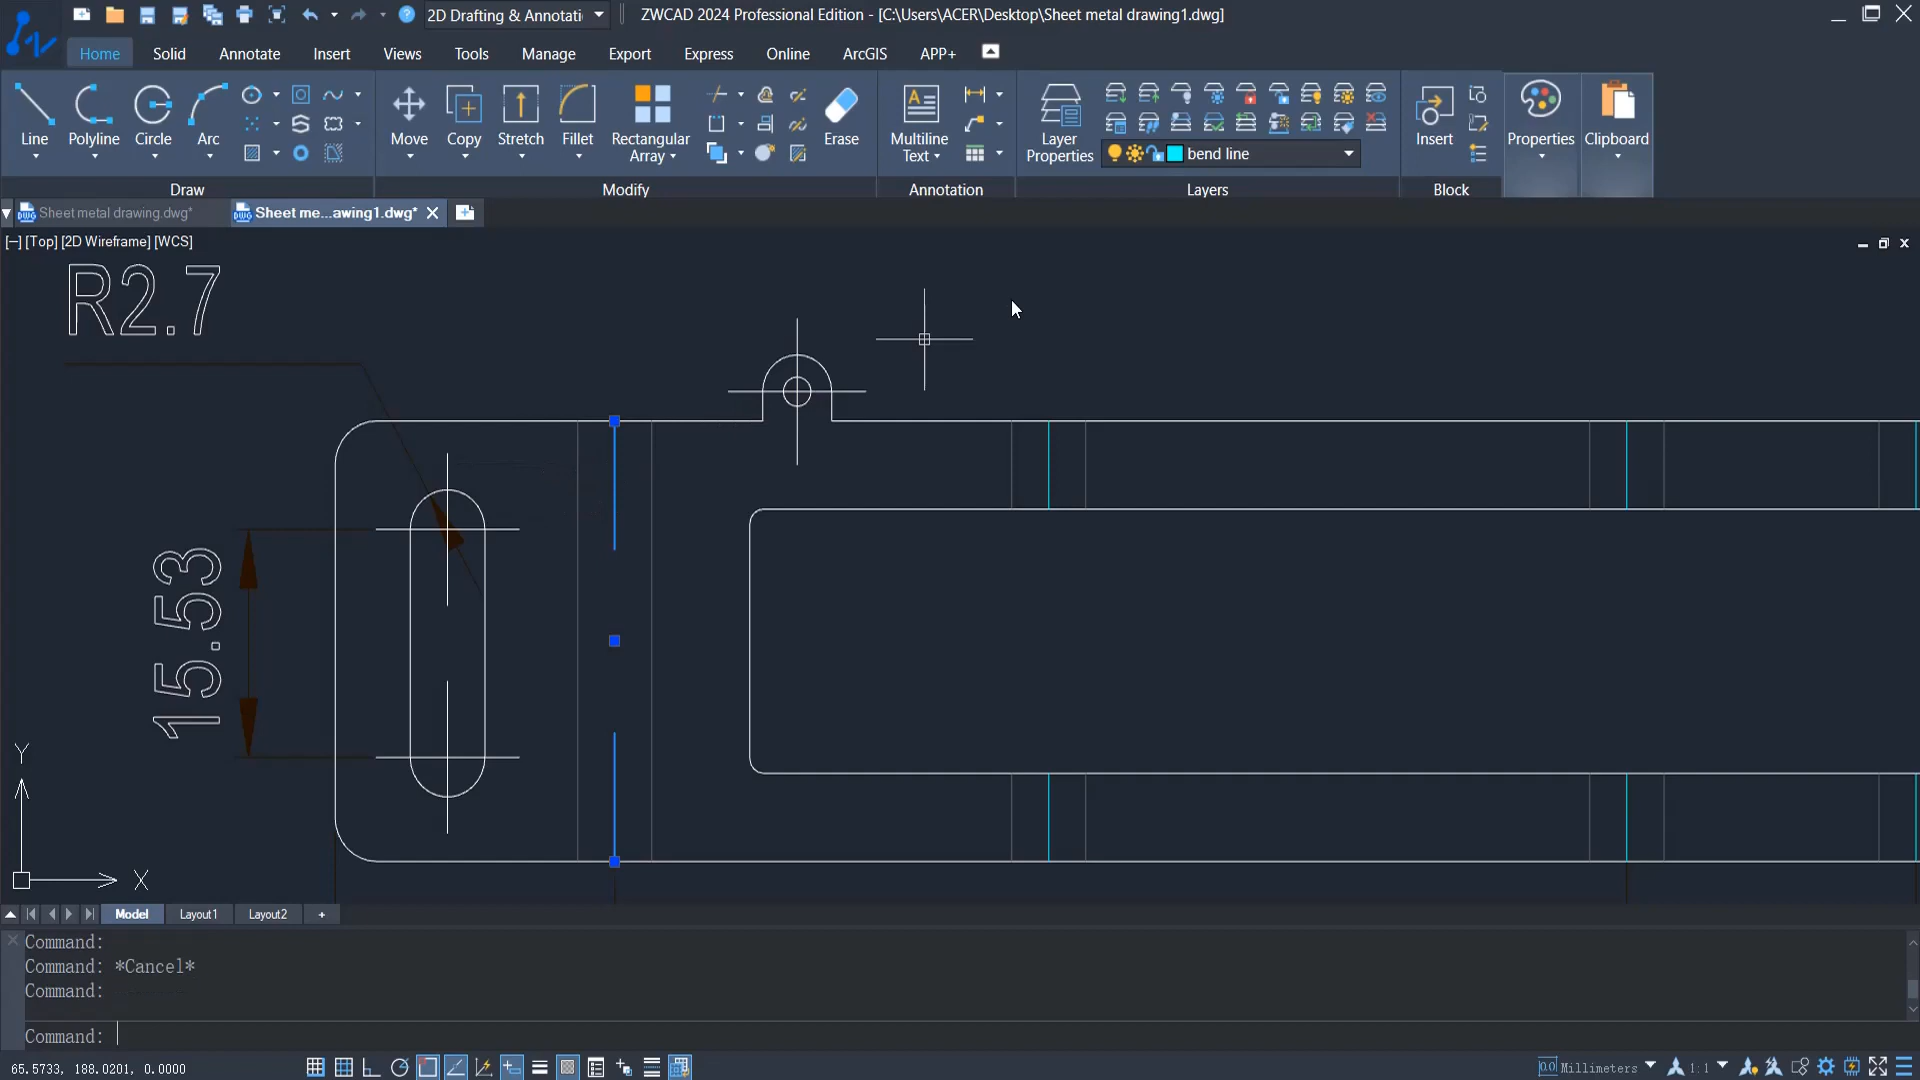 2D Drafting & Annotati
ZWCAD 2024 Professional Edition - [C:\Users\ACER\Desktop\Sheet metal drawing1.dwg]
Home Solid Annotate Insert Views Tools Manage Export Express Online ArcGIS APP+
Line Polyline Circle Arc
Move Copy Stretch Fillet Rectangular Array Erase
Multiline Text
Layer Properties
bend line
Insert
Properties
Clipboard
Draw Modify Annotation Layers Block
Sheet metal drawing.dwg* Sheet me...awing1.dwg*
[−] [Top] [2D Wireframe] [WCS]
R2.7
15.53
Y
X
Model Layout1 Layout2 +
Command:
Command: *Cancel*
Command:
Command:
65.5733, 188.0201, 0.0000
0.0 Millimeters 1:1